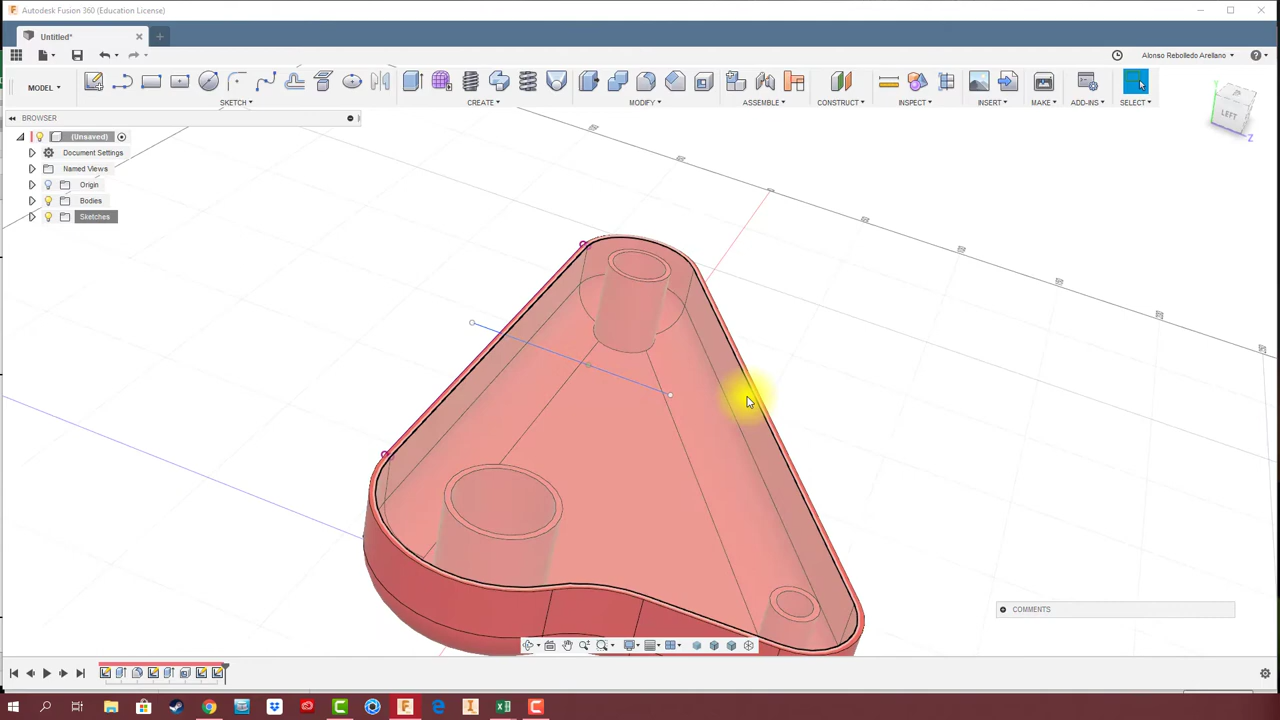 Autodesk Fusion 360 (Education License)
Untitled*
Alonso Rebolledo Arellano
MODEL
SKETCH
CREATE
MODIFY
ASSEMBLE
CONSTRUCT
INSPECT
INSERT
MAKE
ADD-INS
SELECT
BROWSER
(Unsaved)
Document Settings
Named Views
Origin
Bodies
Sketches
LEFT
Z
COMMENTS